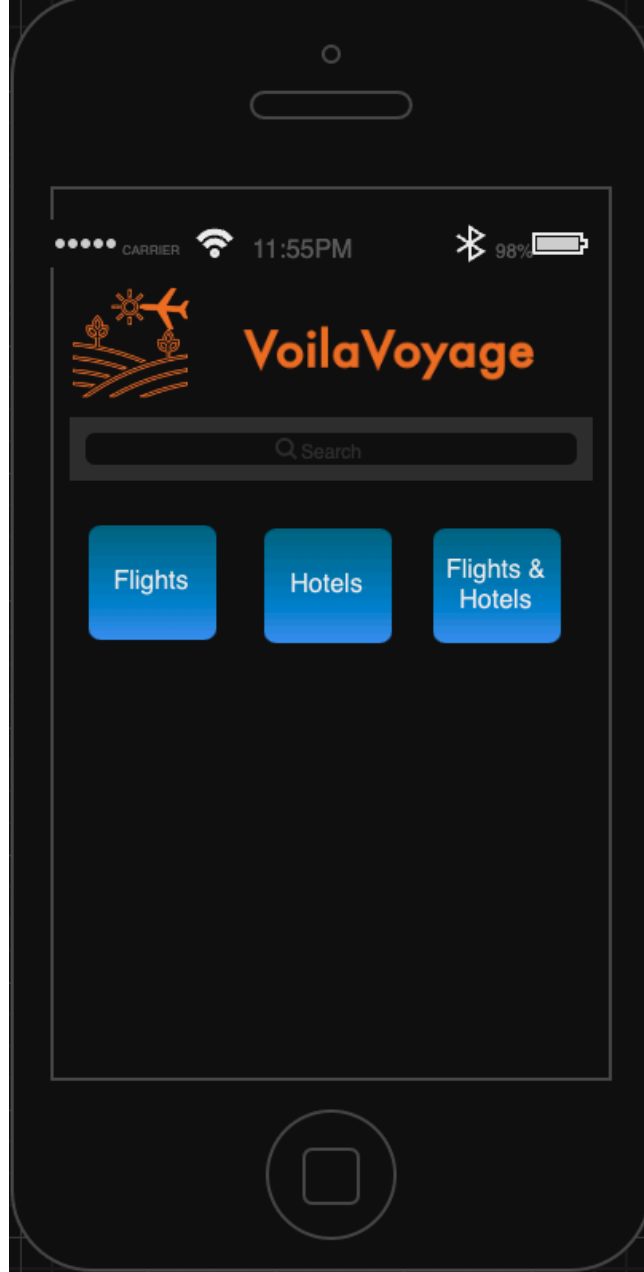 CARRIER 11:55PM 98%
VoilaVoyage
Search
Flights
Hotels
Flights &
Hotels